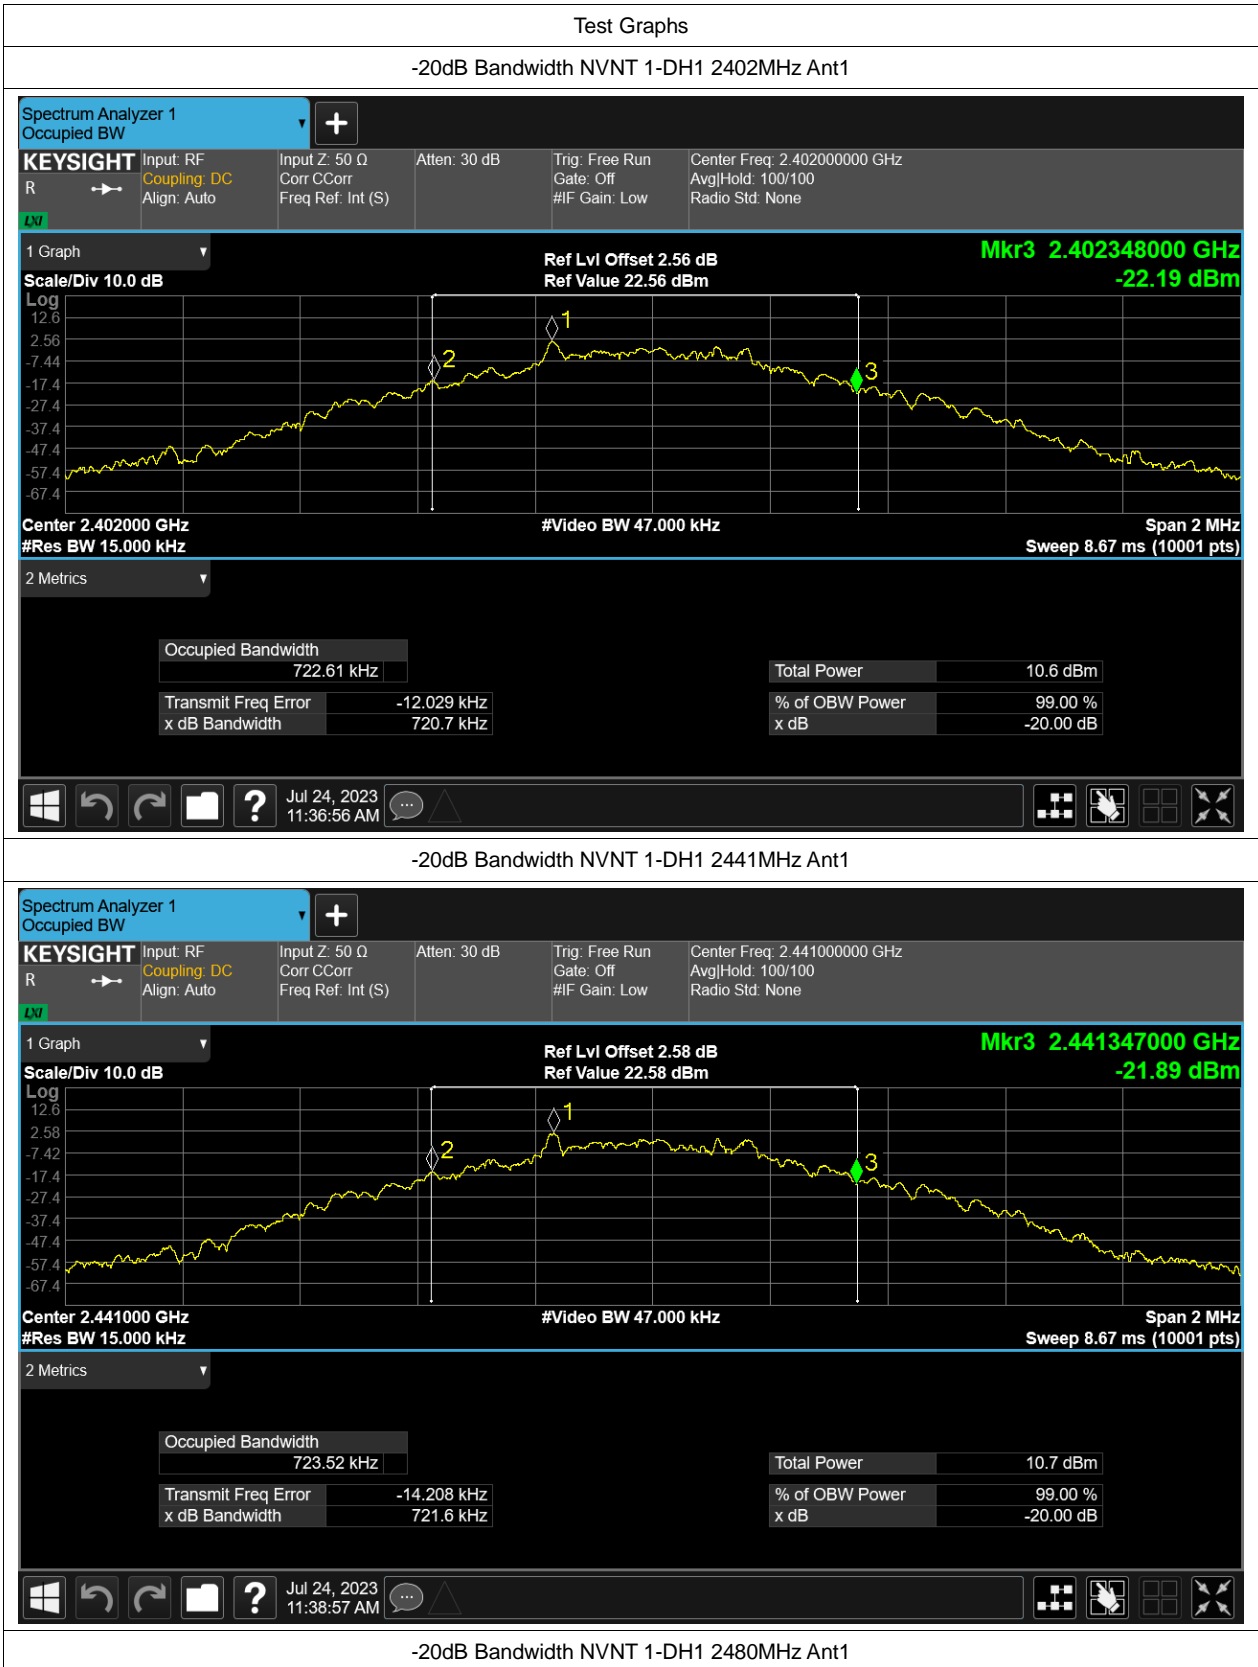 Test Graphs
-20dB Bandwidth NVNT 1-DH1 2402MHz Ant1
Spectrum Analyzer 1
Occupied BW
KEYSIGHT Input: RF Input Z: 50 Ω Atten: 30 dB Trig: Free Run Center Freq: 2.402000000 GHz
R Coupling: DC Corr CCorr Gate: Off Avg|Hold: 100/100
Align: Auto Freq Ref: Int (S) #IF Gain: Low Radio Std: None
LXI
1 Graph Ref Lvl Offset 2.56 dB Mkr3 2.402348000 GHz
Scale/Div 10.0 dB Ref Value 22.56 dBm -22.19 dBm
Log
12.6 1
2.56 2
-7.44 3
-17.4
-27.4
-37.4
-47.4
-57.4
-67.4
Center 2.402000 GHz #Video BW 47.000 kHz Span 2 MHz
#Res BW 15.000 kHz Sweep 8.67 ms (10001 pts)
2 Metrics
Occupied Bandwidth
722.61 kHz Total Power 10.6 dBm
Transmit Freq Error -12.029 kHz % of OBW Power 99.00 %
x dB Bandwidth 720.7 kHz x dB -20.00 dB
Jul 24, 2023
11:36:56 AM
-20dB Bandwidth NVNT 1-DH1 2441MHz Ant1
Spectrum Analyzer 1
Occupied BW
KEYSIGHT Input: RF Input Z: 50 Ω Atten: 30 dB Trig: Free Run Center Freq: 2.441000000 GHz
R Coupling: DC Corr CCorr Gate: Off Avg|Hold: 100/100
Align: Auto Freq Ref: Int (S) #IF Gain: Low Radio Std: None
LXI
1 Graph Ref Lvl Offset 2.58 dB Mkr3 2.441347000 GHz
Scale/Div 10.0 dB Ref Value 22.58 dBm -21.89 dBm
Log
12.6 1
2.58 2
-7.42 3
-17.4
-27.4
-37.4
-47.4
-57.4
-67.4
Center 2.441000 GHz #Video BW 47.000 kHz Span 2 MHz
#Res BW 15.000 kHz Sweep 8.67 ms (10001 pts)
2 Metrics
Occupied Bandwidth
723.52 kHz Total Power 10.7 dBm
Transmit Freq Error -14.208 kHz % of OBW Power 99.00 %
x dB Bandwidth 721.6 kHz x dB -20.00 dB
Jul 24, 2023
11:38:57 AM
-20dB Bandwidth NVNT 1-DH1 2480MHz Ant1